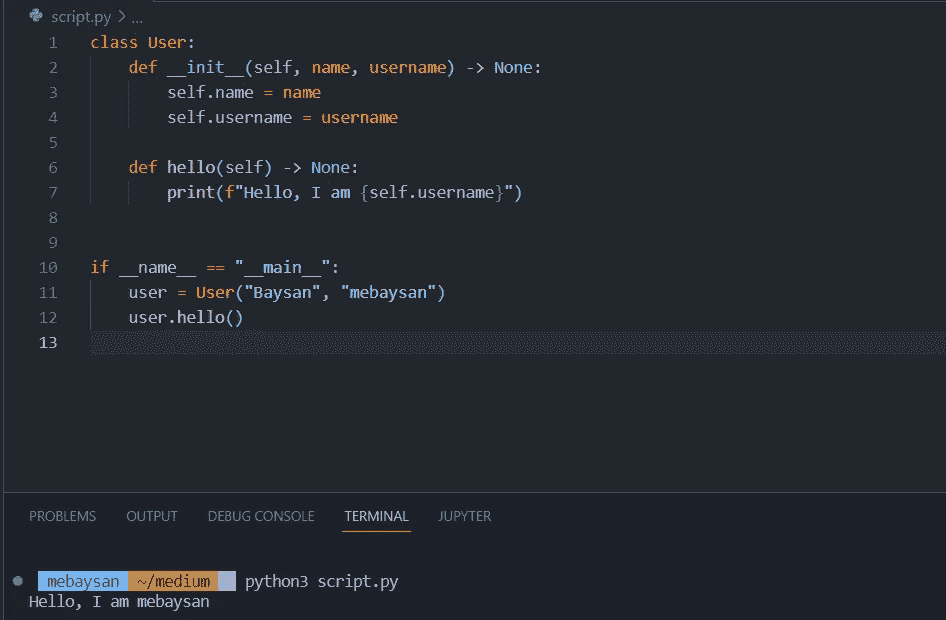 script.py > ...
1 class User:
2     def __init__(self, name, username) -> None:
3         self.name = name
4         self.username = username
5
6     def hello(self) -> None:
7         print(f"Hello, I am {self.username}")
8
9
10 if __name__ == "__main__":
11     user = User("Baysan", "mebaysan")
12     user.hello()
13
PROBLEMS OUTPUT DEBUG CONSOLE TERMINAL JUPYTER
mebaysan ~/medium python3 script.py
Hello, I am mebaysan